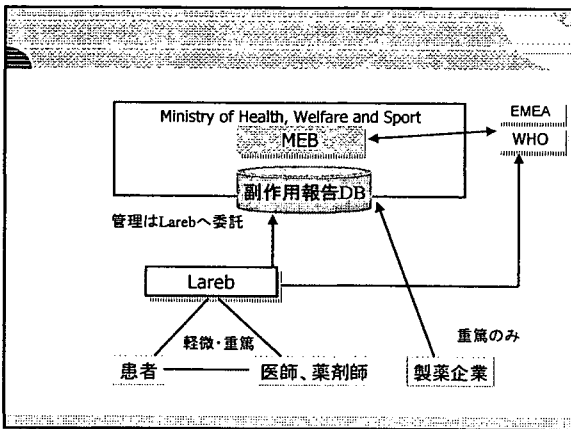 Ministry of Health, Welfare and Sport
MEB
EMEA
WHO
副作用報告DB
管理はLarebへ委託
Lareb
軽微・重篤
重篤のみ
患者
医師、薬剤師
製薬企業